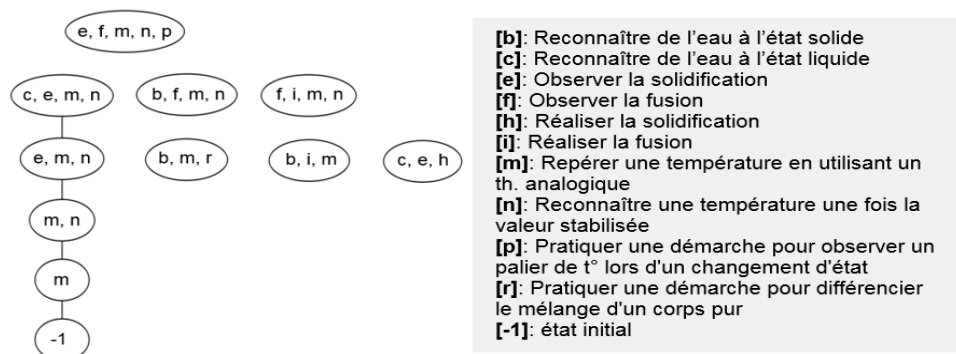 e, f, m, n, p
c, e, m, n
b, f, m, n
f, i, m, n
e, m, n
b, m, r
b, i, m
c, e, h
m, n
m
-1
[b]: Reconnaître de l'eau à l'état solide
[c]: Reconnaître de l'eau à l'état liquide
[e]: Observer la solidification
[f]: Observer la fusion
[h]: Réaliser la solidification
[i]: Réaliser la fusion
[m]: Repérer une température en utilisant un
th. analogique
[n]: Reconnaître une température une fois la
valeur stabilisée
[p]: Pratiquer une démarche pour observer un
palier de t° lors d'un changement d'état
[r]: Pratiquer une démarche pour différencier
le mélange d'un corps pur
[-1]: état initial